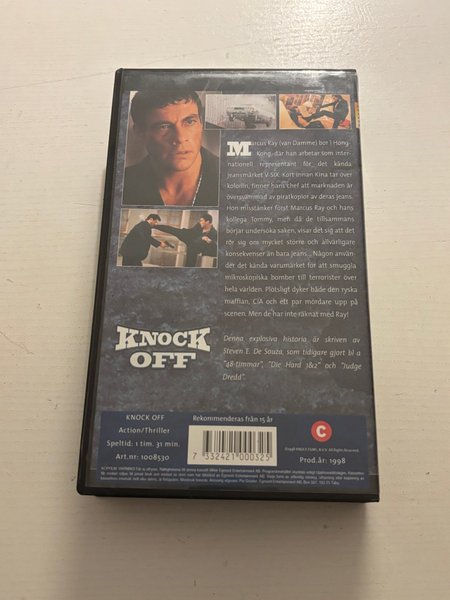 Marcus Ray (van Damme) bor i Hong-
Kong, där han arbetar som inter-
nationell representant för det kända
jeansmärket V-SIX. Kort innan Kina tar över
kolonin, finner hans chef att marknaden är
översvämmad av piratkopior av deras jeans.
Hon misstänker först Marcus Ray och hans
kollega Tommy, men då de tillsammans
börjar undersöka saken, visar det sig att det
rör sig om mycket större och allvärligare
konsekvenser än bara jeans... Någon använ-
der det kända varumärket för att smuggla
mikroskopiska bomber till terrorister över
hela världen. Plötsligt dyker både den ryska
maffian, CIA och ett par mördare upp på
scenen. Men de har inte räknat med Ray!
KNOCK
OFF
Denna explosiva historia är skriven av
Steven E. De Souza, som tidigare gjort bl a
"48 timmar", "Die Hard 1&2" och "Judge
Dredd".
KNOCK OFF
Action/Thriller
Speltid: 1 tim. 31 min.
Art.nr: 1008530
Rekommenderas från 15 år
7 332421 000325
C
Prod.år: 1998